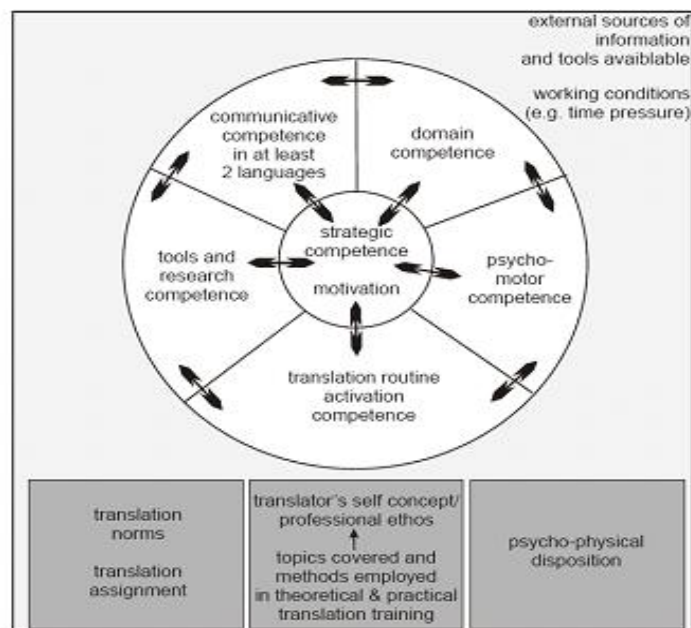 external sources of
information
and tools avaiblable
working conditions
(e.g. time pressure)
communicative
competence
in at least
2 languages
domain
competence
strategic
competence
motivation
tools and
research
competence
psycho-
motor
competence
translation routine
activation
competence
translation
norms
translation
assignment
translator's self concept/
professional ethos
topics covered and
methods employed
in theoretical & practical
translation training
psycho-physical
disposition